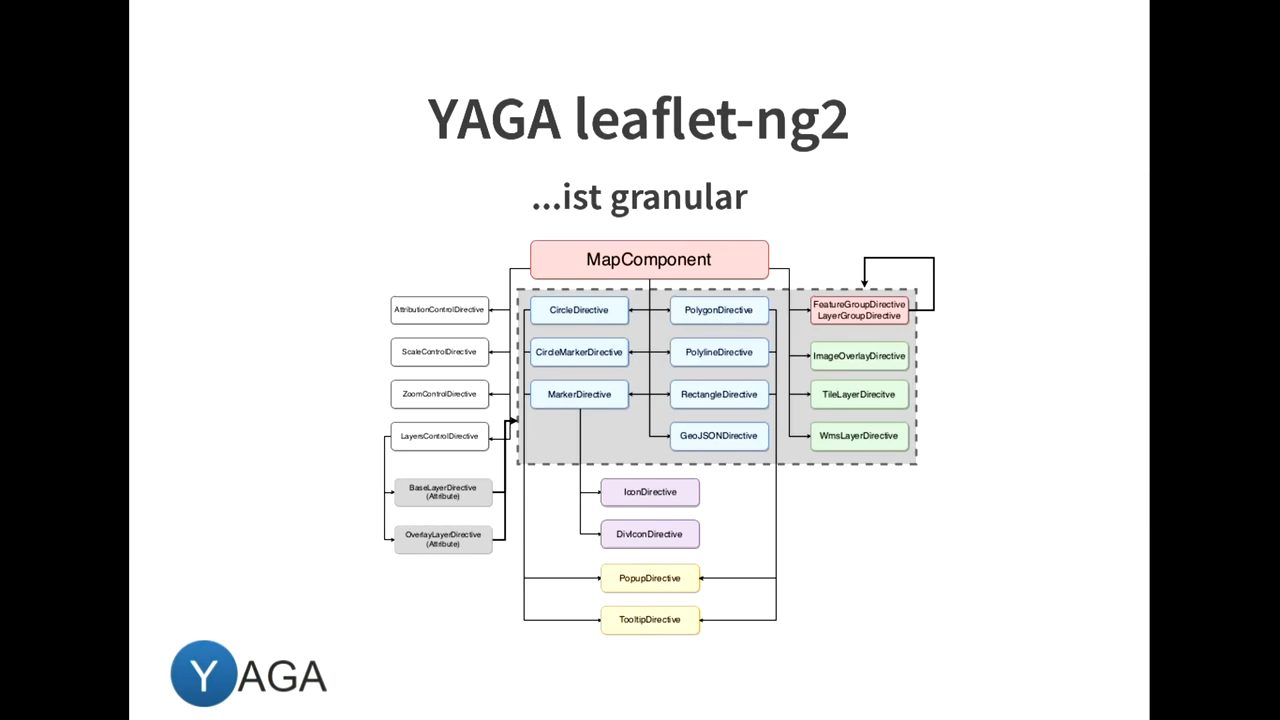 YAGA leaflet-ng2
...ist granular
MapComponent
AttributionControlDirective
CircleDirective
PolygonDirective
FeatureGroupDirective
LayerGroupDirective
ScaleControlDirective
CircleMarkerDirective
PolylineDirective
ImageOverlayDirective
ZoomControlDirective
MarkerDirective
RectangleDirective
TileLayerDirecitve
LayersControlDirective
GeoJSONDirective
WmsLayerDirective
BaseLayerDirective
(Attribute)
IconDirective
OverlayLayerDirective
(Attribute)
DivIconDirective
PopupDirective
TooltipDirective
YAGA